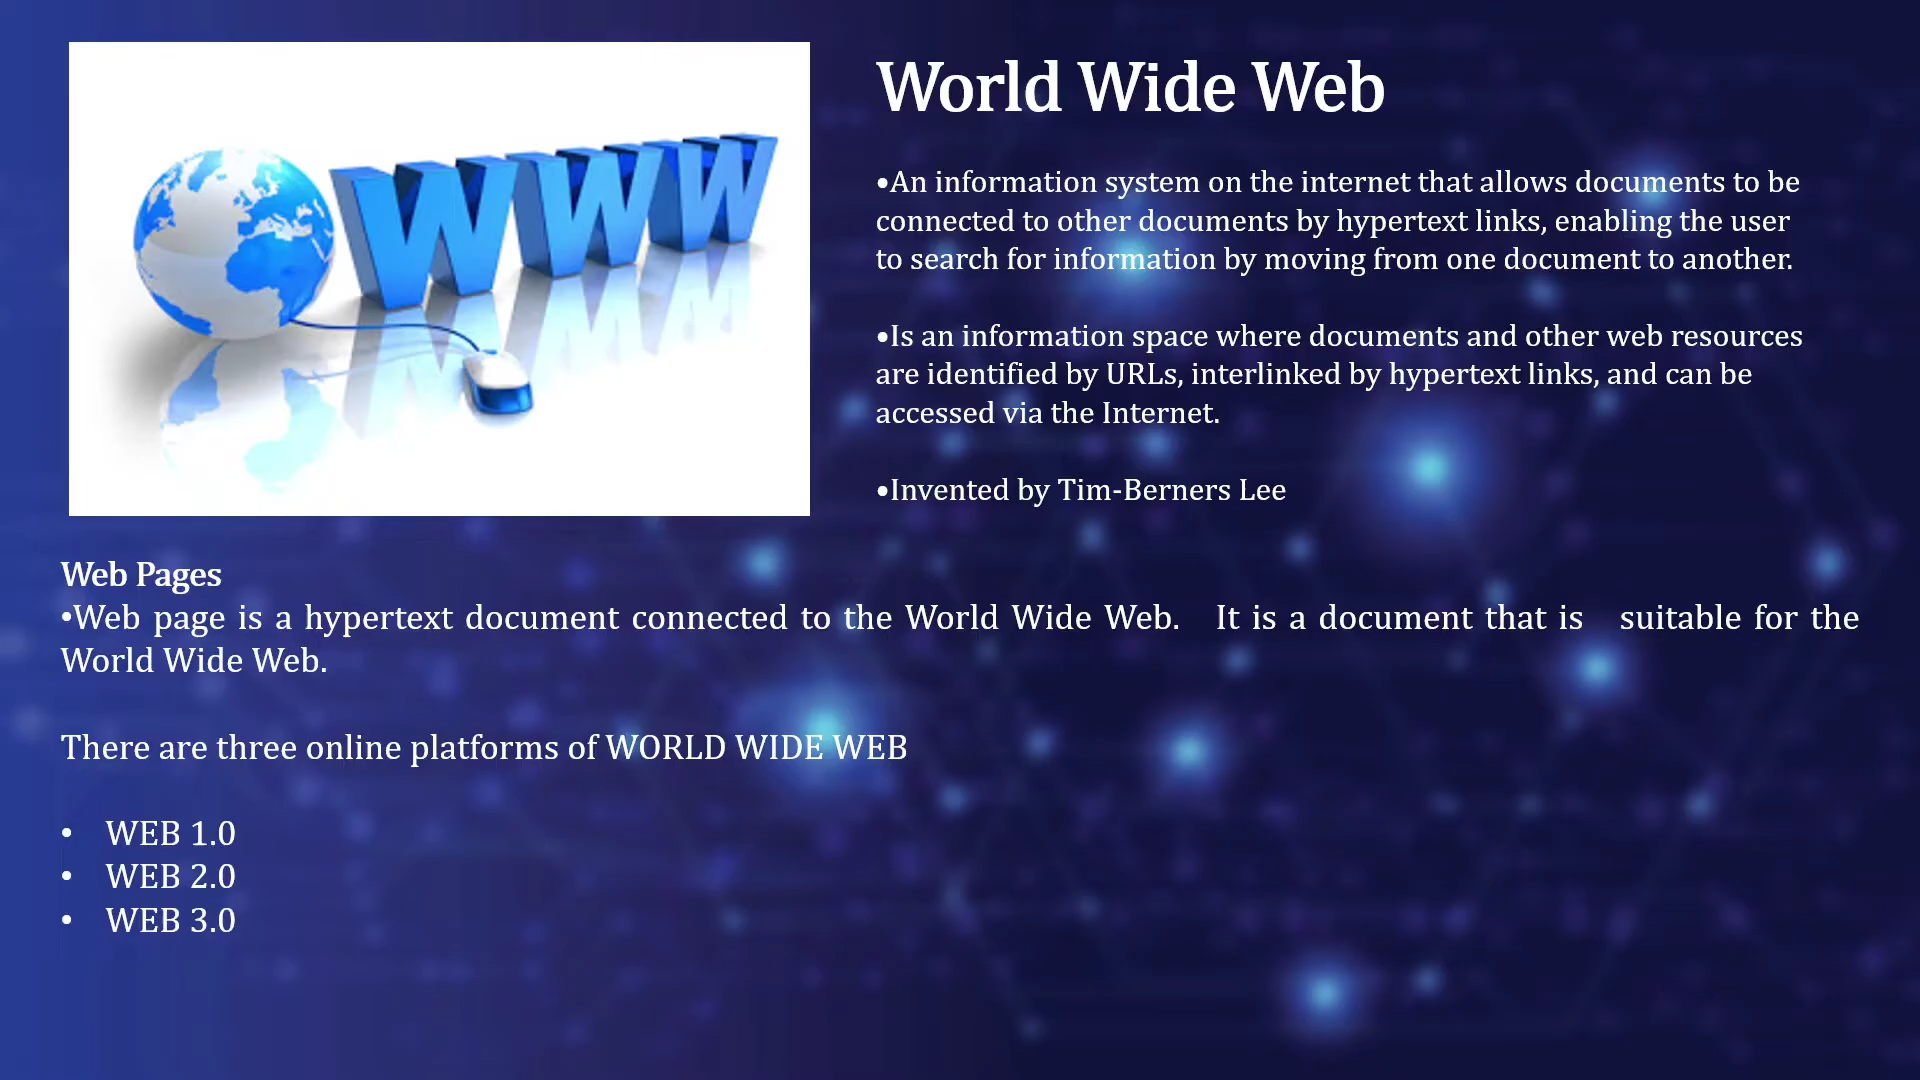 WWW
World Wide Web
•An information system on the internet that allows documents to be
connected to other documents by hypertext links, enabling the user
to search for information by moving from one document to another.
•Is an information space where documents and other web resources
are identified by URLs, interlinked by hypertext links, and can be
accessed via the Internet.
•Invented by Tim-Berners Lee
Web Pages
•Web page is a hypertext document connected to the World Wide Web. It is a document that is suitable for the
World Wide Web.
There are three online platforms of WORLD WIDE WEB
• WEB 1.0
• WEB 2.0
• WEB 3.0